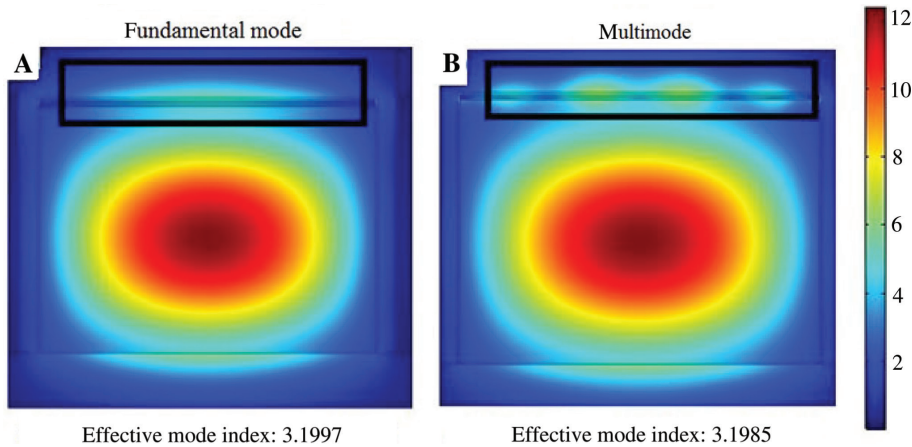 Fundamental mode
Multimode
A
B
12
10
8
6
4
2
Effective mode index: 3.1997
Effective mode index: 3.1985